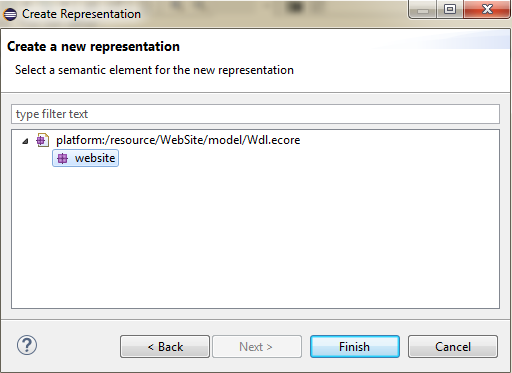 Create Representation
Create a new representation
Select a semantic element for the new representation
type filter text
platform:/resource/WebSite/model/Wdl.ecore
website
?
< Back
Next >
Finish
Cancel